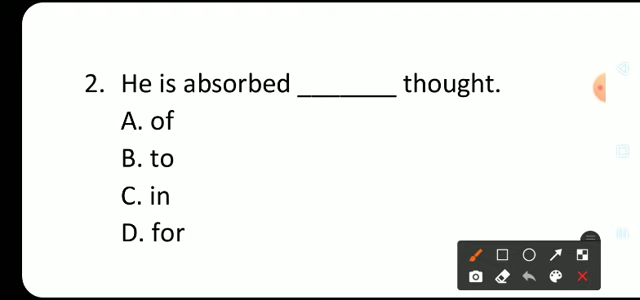 2. He is absorbed _______ thought.
A. of
B. to
C. in
D. for